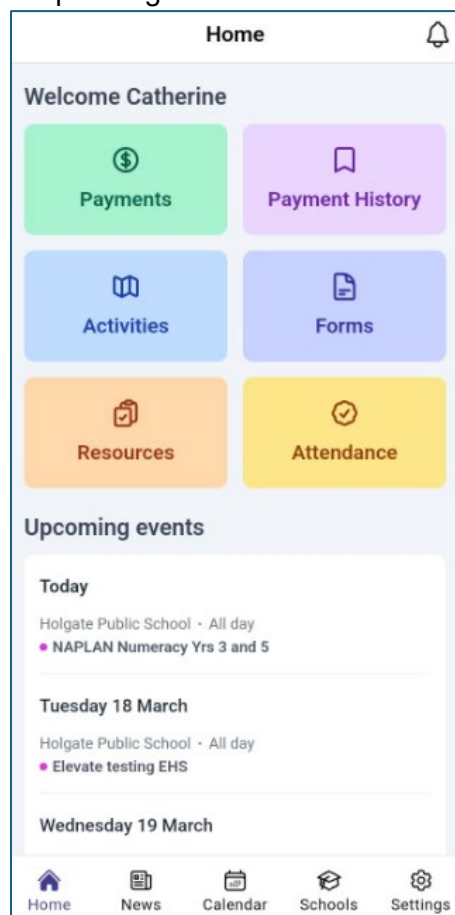 Home
Welcome Catherine
Payments
Payment History
Activities
Forms
Resources
Attendance
Upcoming events
Today
Holgate Public School · All day
• NAPLAN Numeracy Yrs 3 and 5
Tuesday 18 March
Holgate Public School · All day
• Elevate testing EHS
Wednesday 19 March
Home News Calendar Schools Settings